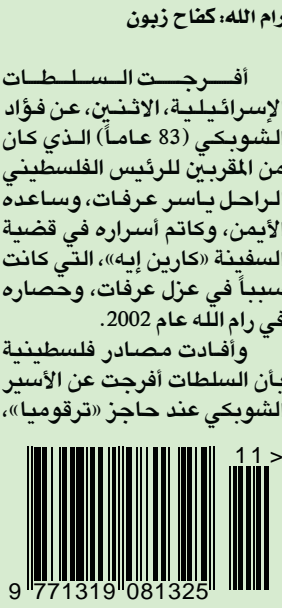 رام الله: كفاح زبون
أفـــرجـــت الــســلــطــات
الإسرائيلية، الاثنين، عن فؤاد
الشوبكي (83 عاماً) الذي كان
من المقربين للرئيس الفلسطيني
الراحل ياسر عرفات، وساعده
الأيمن، وكاتم أسراره في قضية
السفينة «كارين إيه»، التي كانت
سبباً في عزل عرفات، وحصاره
في رام الله عام 2002.
وأفادت مصادر فلسطينية
بأن السلطات أفرجت عن الأسير
الشوبكي عند حاجز «ترقوميا»،
11 >
9 771319 081325